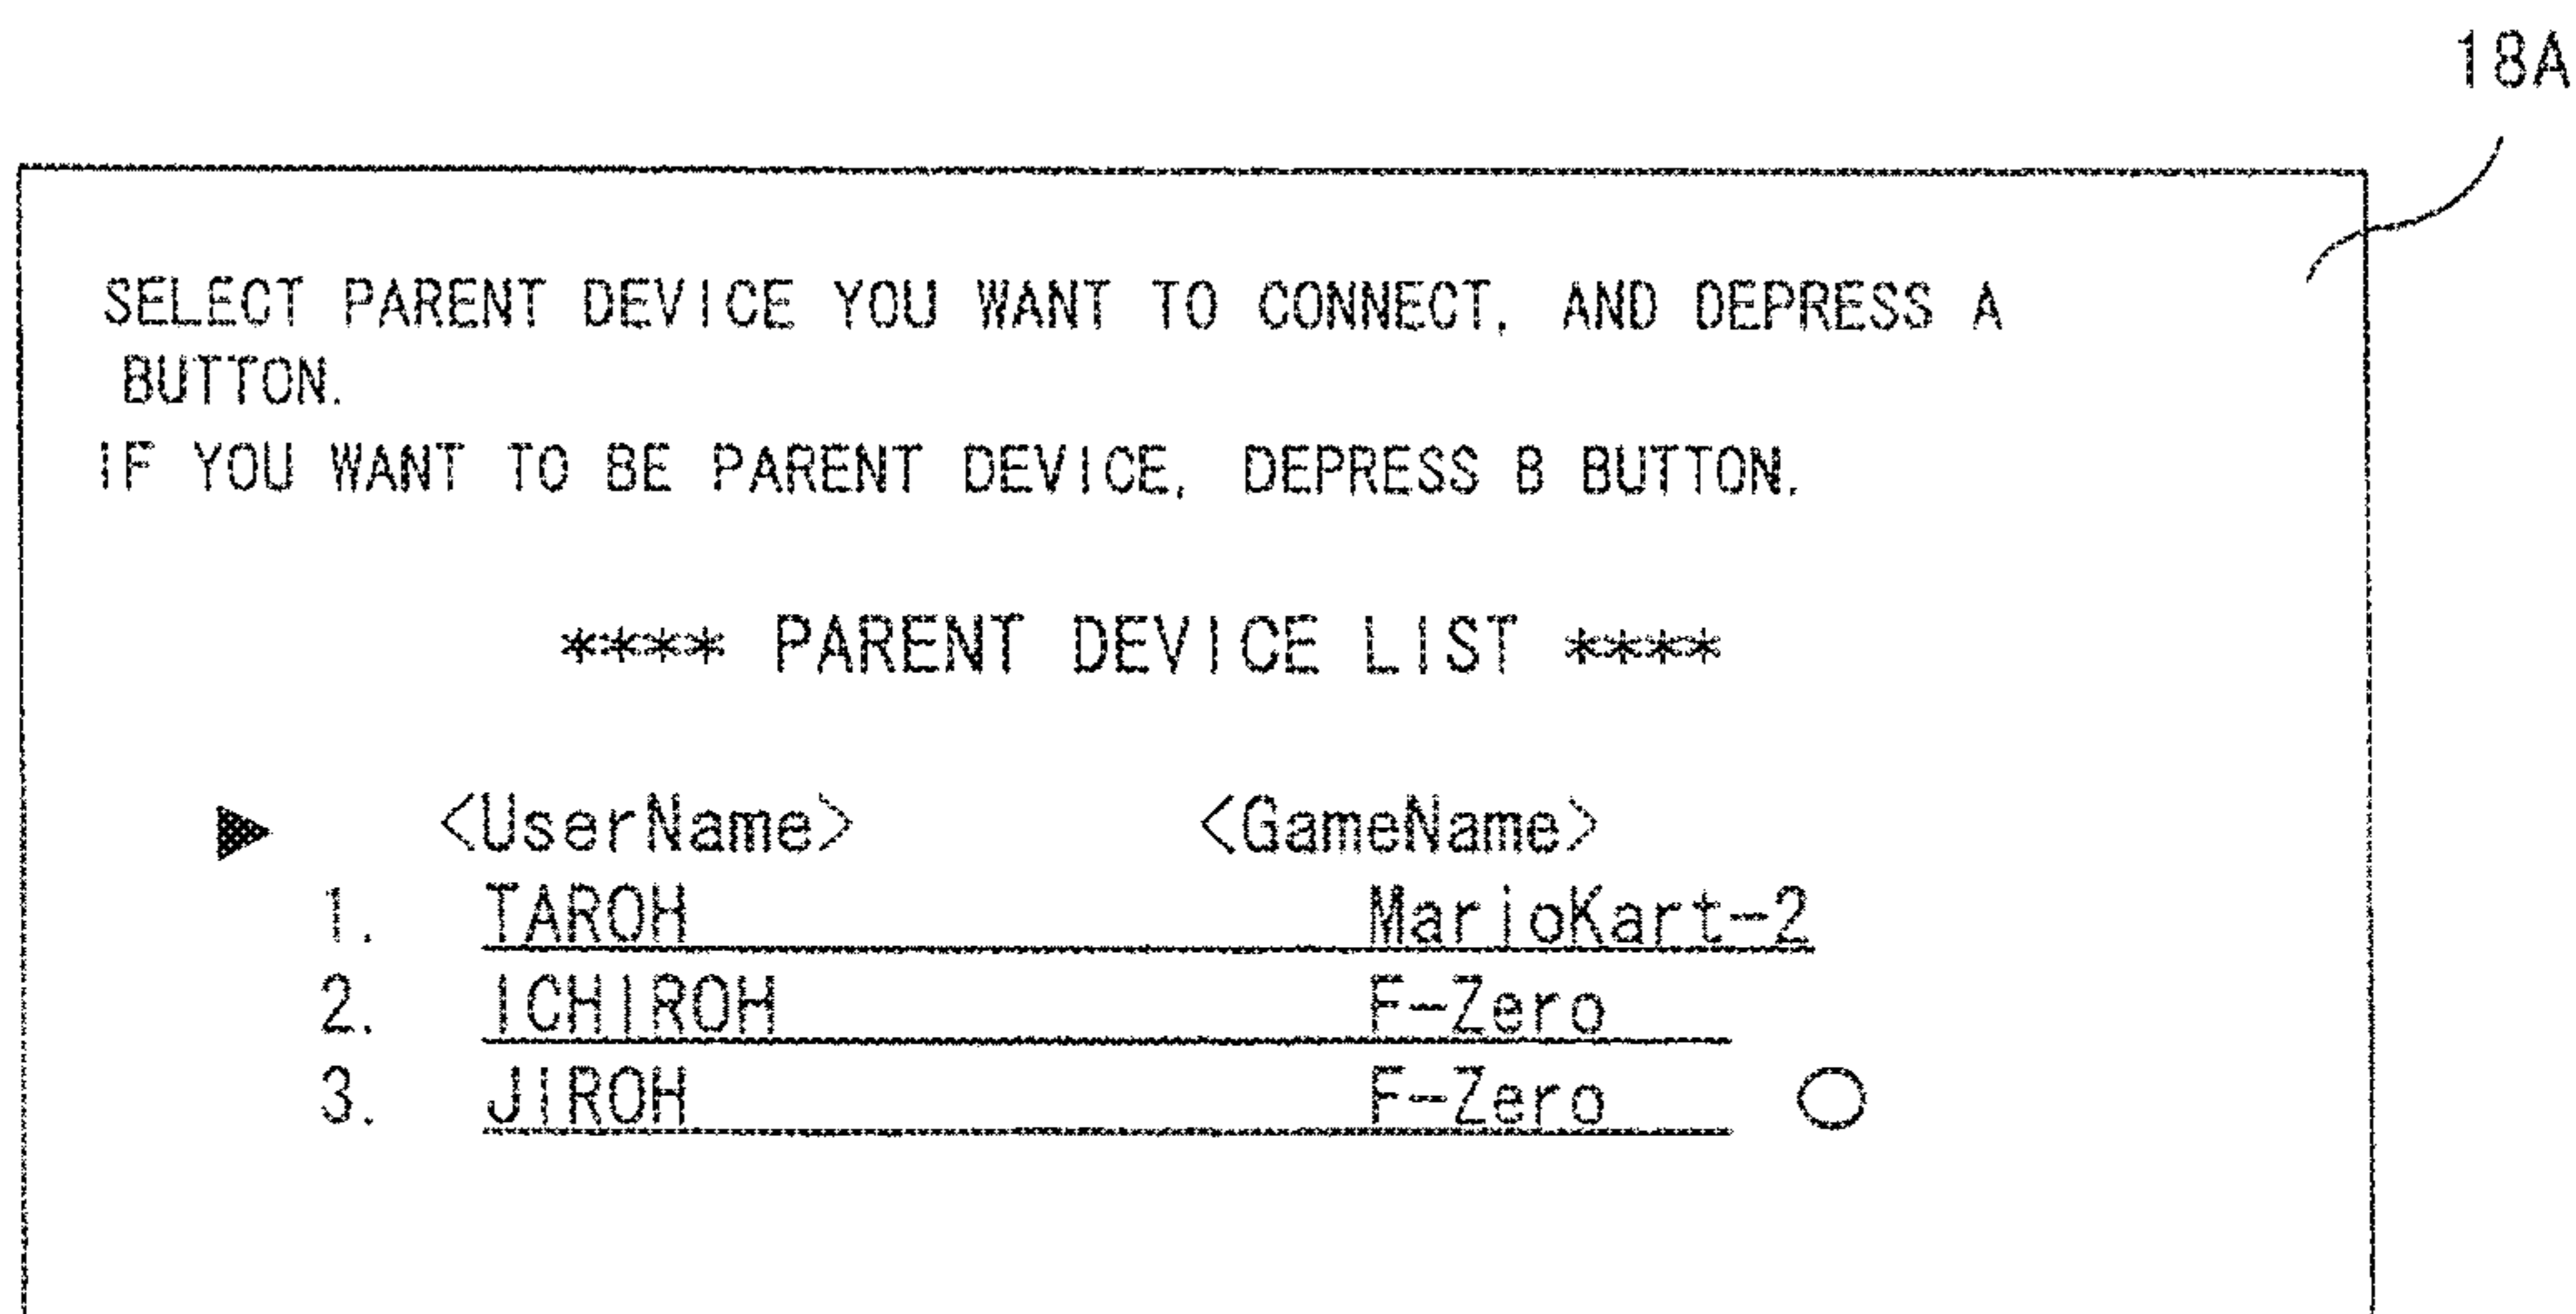 18A
SELECT PARENT DEVICE YOU WANT TO CONNECT, AND DEPRESS A
BUTTON.
IF YOU WANT TO BE PARENT DEVICE, DEPRESS B BUTTON.
**** PARENT DEVICE LIST ****
<UserName> <GameName>
1. TAROH MarioKart-2
2. ICHIROH F-Zero
3. JIROH F-Zero